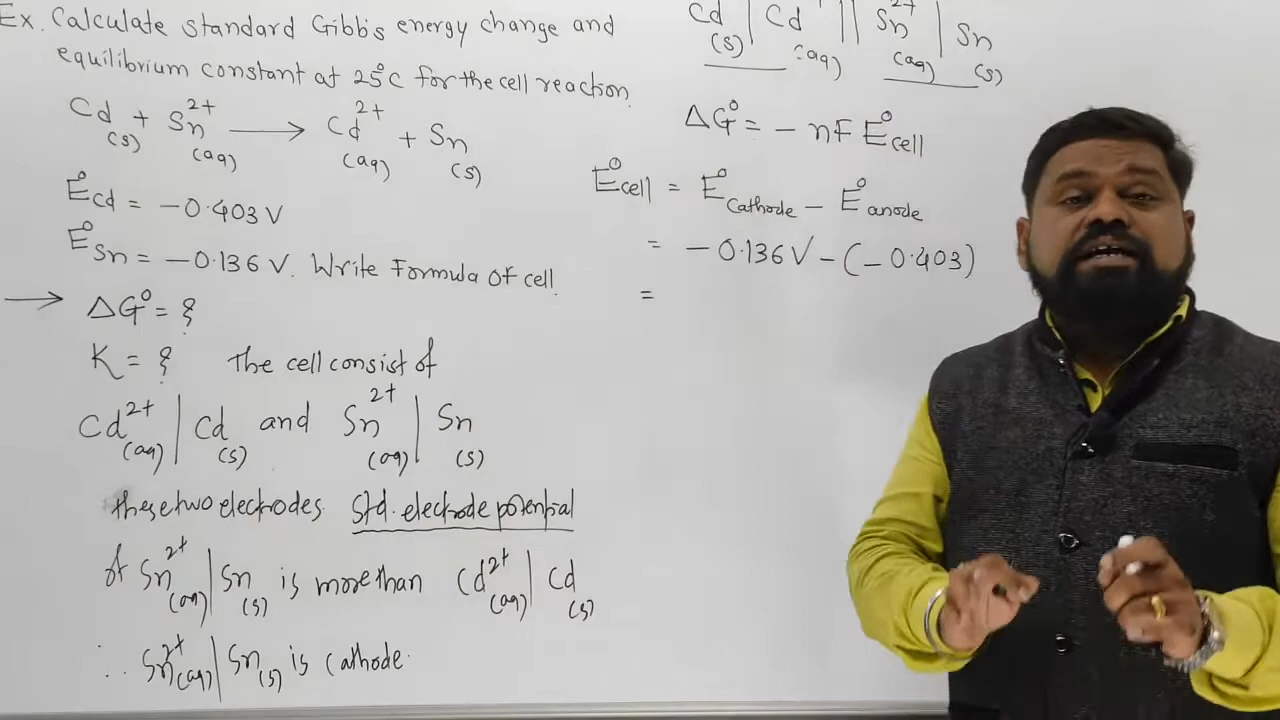 Ex. Calculate standard Gibb's energy change and
equilibrium constant at 25°C for the cell reaction.
Cd(s) + Sn²⁺(aq) ⟶ Cd²⁺(aq) + Sn(s)
E°Cd = -0.403 V
E°Sn = -0.136 V. Write Formula of cell.
→ ΔG° = ?
K = ? The cell consist of
Cd²⁺(aq) | Cd(s) and Sn²⁺(aq) | Sn(s)
these two electrodes. Std. electrode potential
of Sn²⁺(aq) | Sn(s) is more than Cd²⁺(aq) | Cd(s)
∴ Sn²⁺(aq) | Sn(s) is cathode.
Cd(s) | Cd⁺(aq) || Sn²⁺(aq) | Sn(s)
ΔG° = - nF E°cell
E°cell = E°Cathode - E°anode
= -0.136 V - (-0.403)
=